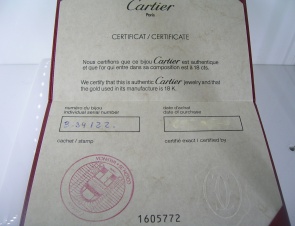 Cartier
Paris
CERTIFICAT / CERTIFICATE
Nous certifions que ce bijou Cartier est authentique
et que l'or qui entre dans sa composition est à 18 cts.
We certify that this is authentic Cartier jewelry and that
the gold used in its manufacture is 18 K.
numéro du bijou
individual serial number
date d'achat
date of purchase
cachet / stamp
certifié exact / certified by
1605772